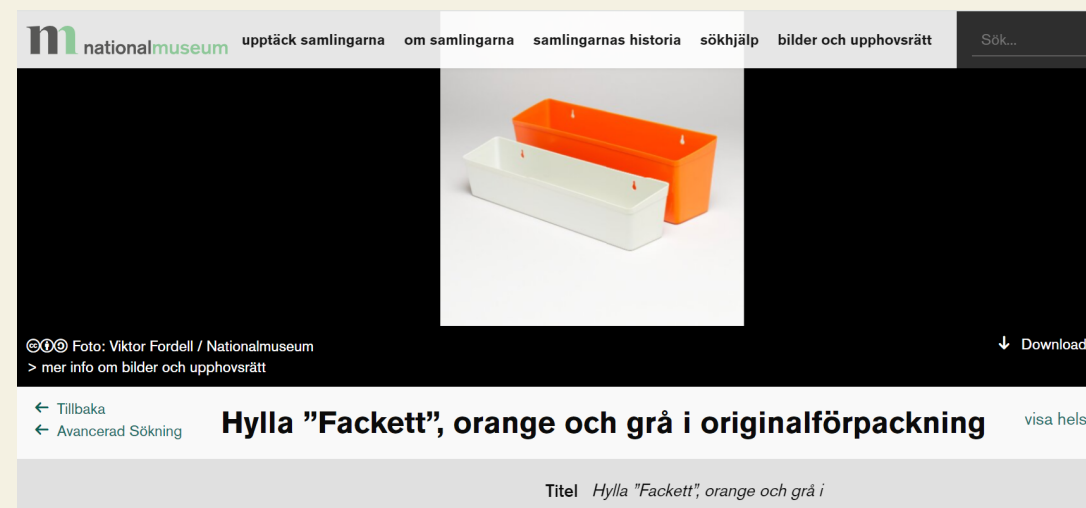 nationalmuseum upptäck samlingarna om samlingarna samlingarnas historia sökhjälp bilder och upphovsrätt Sök...
Foto: Viktor Fordell / Nationalmuseum
> mer info om bilder och upphovsrätt
Download
← Tillbaka
← Avancerad Sökning
Hylla ”Fackett”, orange och grå i originalförpackning
visa hels
Titel Hylla ”Fackett”, orange och grå i